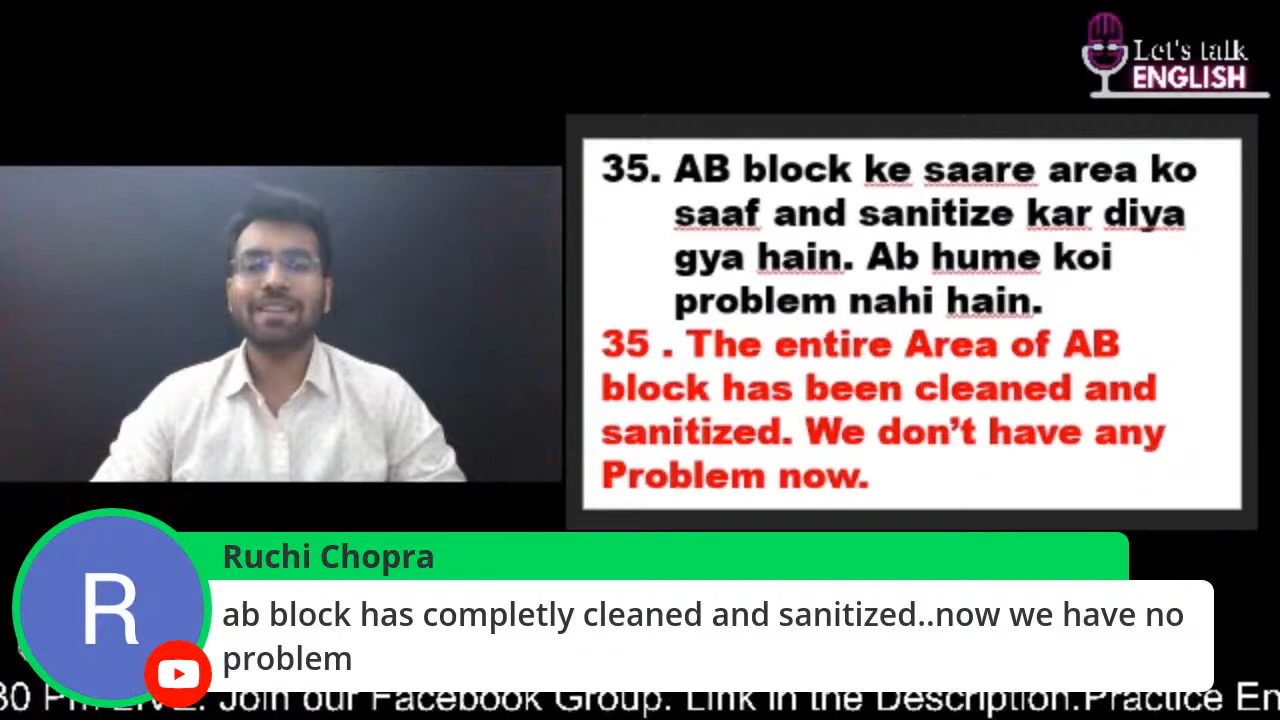 Let's talk
ENGLISH
35. AB block ke saare area ko
saaf and sanitize kar diya
gya hain. Ab hume koi
problem nahi hain.
35 . The entire Area of AB
block has been cleaned and
sanitized. We don’t have any
Problem now.
Ruchi Chopra
R
ab block has completly cleaned and sanitized..now we have no
problem
Join our Facebook Group. Link in the Description.Practice